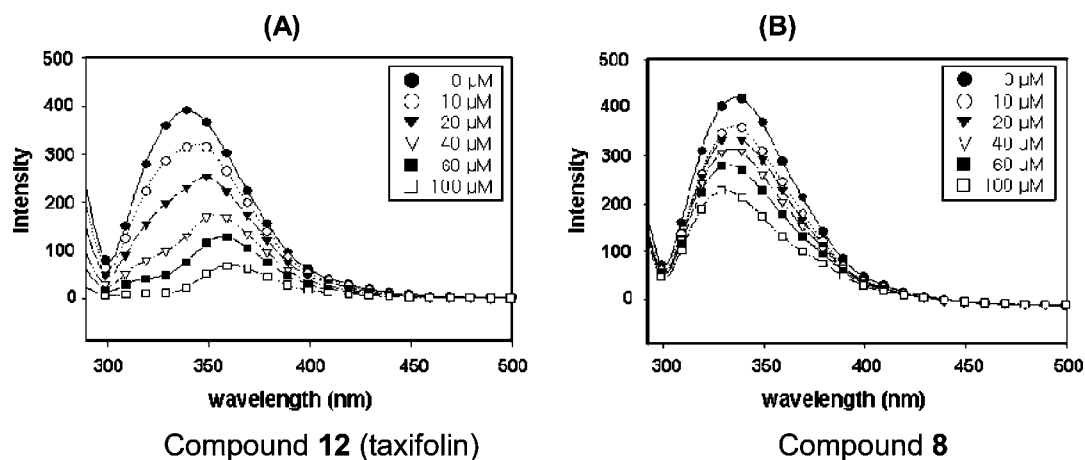 (A)
500
400
300
200
100
0
Intensity
0 µM
10 µM
20 µM
40 µM
60 µM
100 µM
300 350 400 450 500
wavelength (nm)
Compound 12 (taxifolin)
(B)
500
400
300
200
100
0
Intensity
0 µM
10 µM
20 µM
40 µM
60 µM
100 µM
300 350 400 450 500
wavelength (nm)
Compound 8